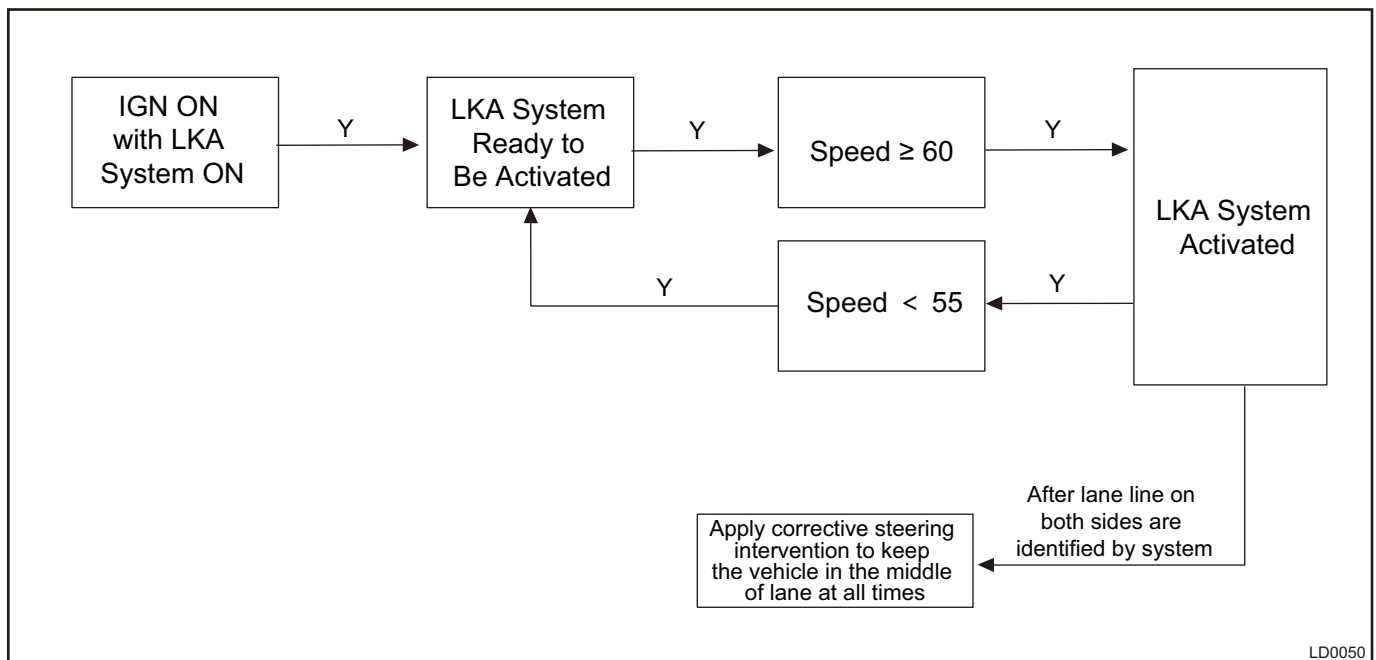 IGN ON
with LKA
System ON
Y
LKA System
Ready to
Be Activated
Y
Speed ≥ 60
Y
LKA System
Activated
Y
Speed < 55
Y
After lane line on
both sides are
identified by system
Apply corrective steering
intervention to keep
the vehicle in the middle
of lane at all times
LD0050